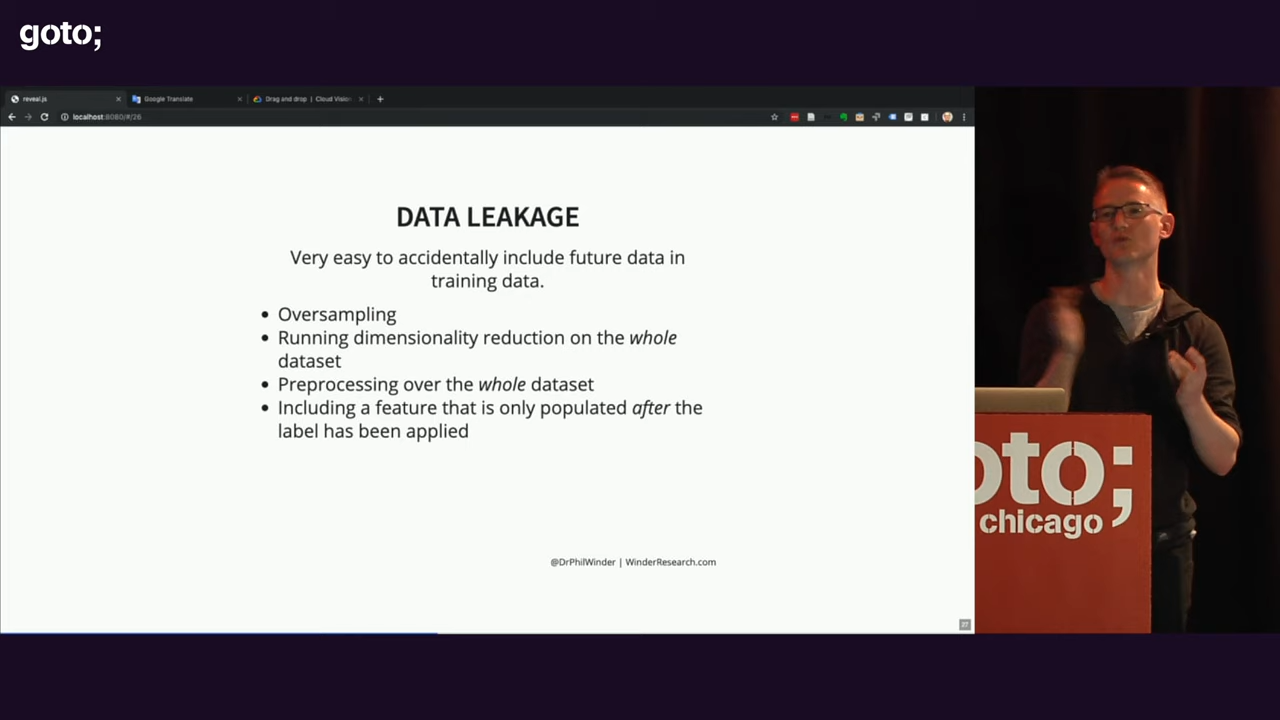 goto;
reveal.js
Google Translate
Drag and drop | Cloud Vision
localhost:8080/#/26
DATA LEAKAGE
Very easy to accidentally include future data in
training data.
Oversampling
Running dimensionality reduction on the whole
dataset
Preprocessing over the whole dataset
Including a feature that is only populated after the
label has been applied
@DrPhilWinder | WinderResearch.com
27
oto;
chicago